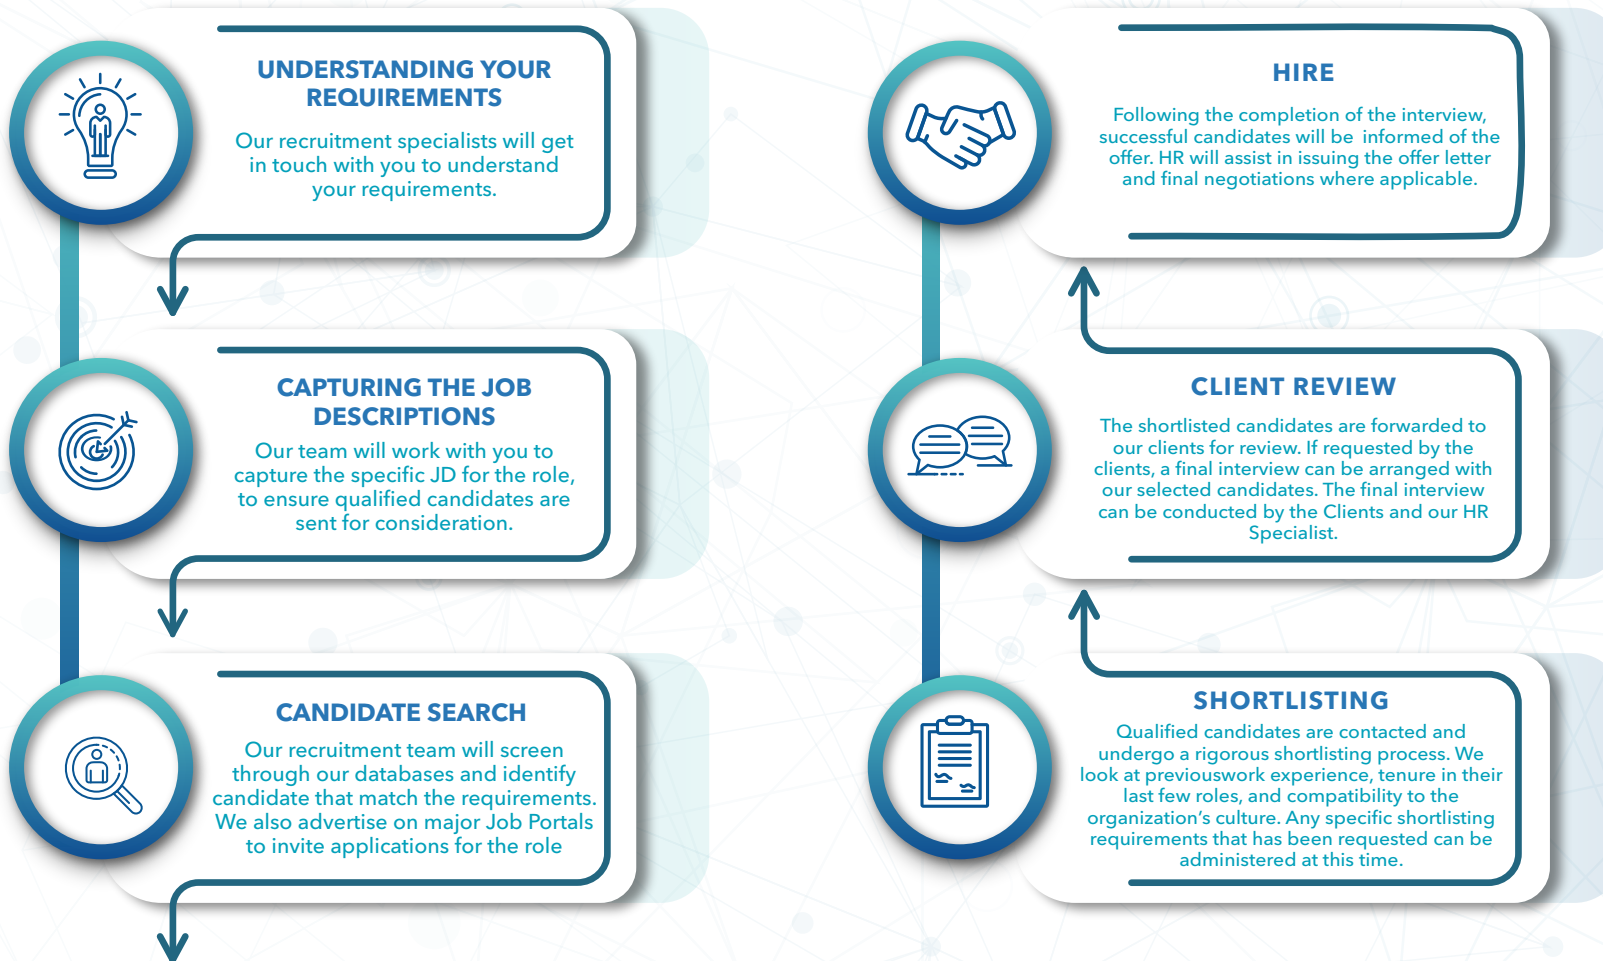 UNDERSTANDING YOUR
REQUIREMENTS
Our recruitment specialists will get
in touch with you to understand
your requirements.
CAPTURING THE JOB
DESCRIPTIONS
Our team will work with you to
capture the specific JD for the role,
to ensure qualified candidates are
sent for consideration.
CANDIDATE SEARCH
Our recruitment team will screen
through our databases and identify
candidate that match the requirements.
We also advertise on major Job Portals
to invite applications for the role
HIRE
Following the completion of the interview,
successful candidates will be informed of the
offer. HR will assist in issuing the offer letter
and final negotiations where applicable.
CLIENT REVIEW
The shortlisted candidates are forwarded to
our clients for review. If requested by the
clients, a final interview can be arranged with
our selected candidates. The final interview
can be conducted by the Clients and our HR
Specialist.
SHORTLISTING
Qualified candidates are contacted and
undergo a rigorous shortlisting process. We
look at previouswork experience, tenure in their
last few roles, and compatibility to the
organization’s culture. Any specific shortlisting
requirements that has been requested can be
administered at this time.